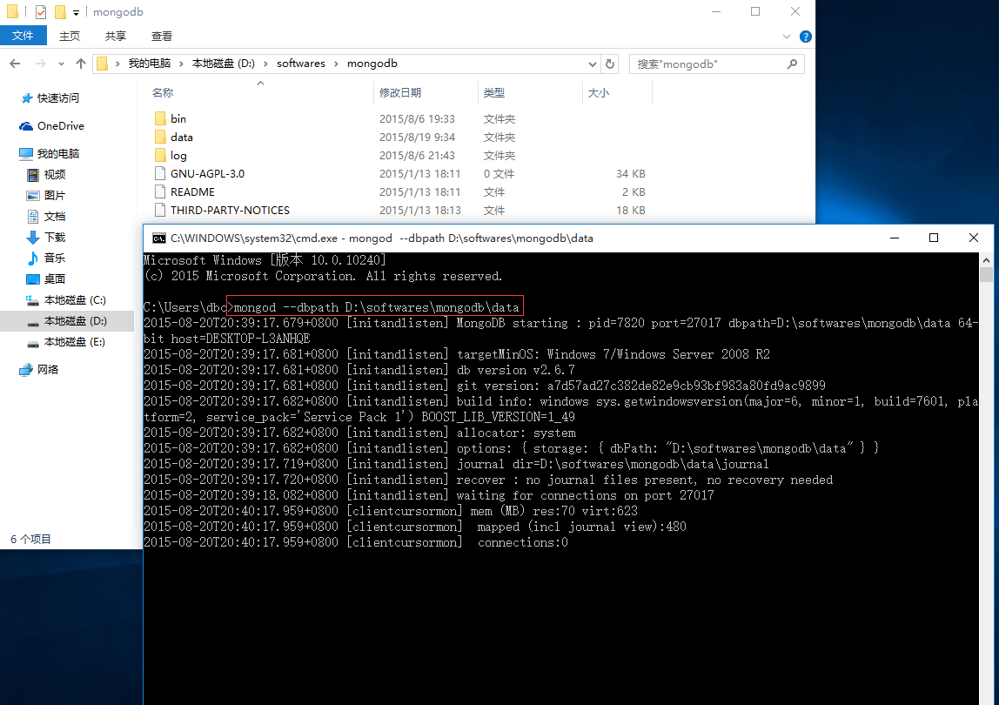 mongodb
文件 主页 共享 查看
我的电脑 本地磁盘 (D:) softwares mongodb 搜索"mongodb"
名称 修改日期 类型 大小
快速访问
OneDrive
我的电脑
视频
图片
文档
下载
音乐
桌面
本地磁盘 (C:)
本地磁盘 (D:)
本地磁盘 (E:)
网络
bin 2015/8/6 19:33 文件夹
data 2015/8/19 9:34 文件夹
log 2015/8/6 21:43 文件夹
GNU-AGPL-3.0 2015/1/13 18:11 0 文件 34 KB
README 2015/1/13 18:11 文件 2 KB
THIRD-PARTY-NOTICES 2015/1/13 18:13 文件 18 KB
6 个项目
C:\WINDOWS\system32\cmd.exe - mongod  --dbpath D:\softwares\mongodb\data
Microsoft Windows [版本 10.0.10240]
(c) 2015 Microsoft Corporation. All rights reserved.
C:\Users\dbc>mongod --dbpath D:\softwares\mongodb\data
2015-08-20T20:39:17.679+0800 [initandlisten] MongoDB starting : pid=7820 port=27017 dbpath=D:\softwares\mongodb\data 64-
bit host=DESKTOP-L3ANHQE
2015-08-20T20:39:17.681+0800 [initandlisten] targetMinOS: Windows 7/Windows Server 2008 R2
2015-08-20T20:39:17.681+0800 [initandlisten] db version v2.6.7
2015-08-20T20:39:17.681+0800 [initandlisten] git version: a7d57ad27c382de82e9cb93bf983a80fd9ac9899
2015-08-20T20:39:17.682+0800 [initandlisten] build info: windows sys.getwindowsversion(major=6, minor=1, build=7601, pla
tform=2, service_pack='Service Pack 1') BOOST_LIB_VERSION=1_49
2015-08-20T20:39:17.682+0800 [initandlisten] allocator: system
2015-08-20T20:39:17.682+0800 [initandlisten] options: { storage: { dbPath: "D:\softwares\mongodb\data" } }
2015-08-20T20:39:17.719+0800 [initandlisten] journal dir=D:\softwares\mongodb\data\journal
2015-08-20T20:39:17.720+0800 [initandlisten] recover : no journal files present, no recovery needed
2015-08-20T20:39:18.082+0800 [initandlisten] waiting for connections on port 27017
2015-08-20T20:40:17.959+0800 [clientcursormon] mem (MB) res:70 virt:623
2015-08-20T20:40:17.959+0800 [clientcursormon]  mapped (incl journal view):480
2015-08-20T20:40:17.959+0800 [clientcursormon]  connections:0